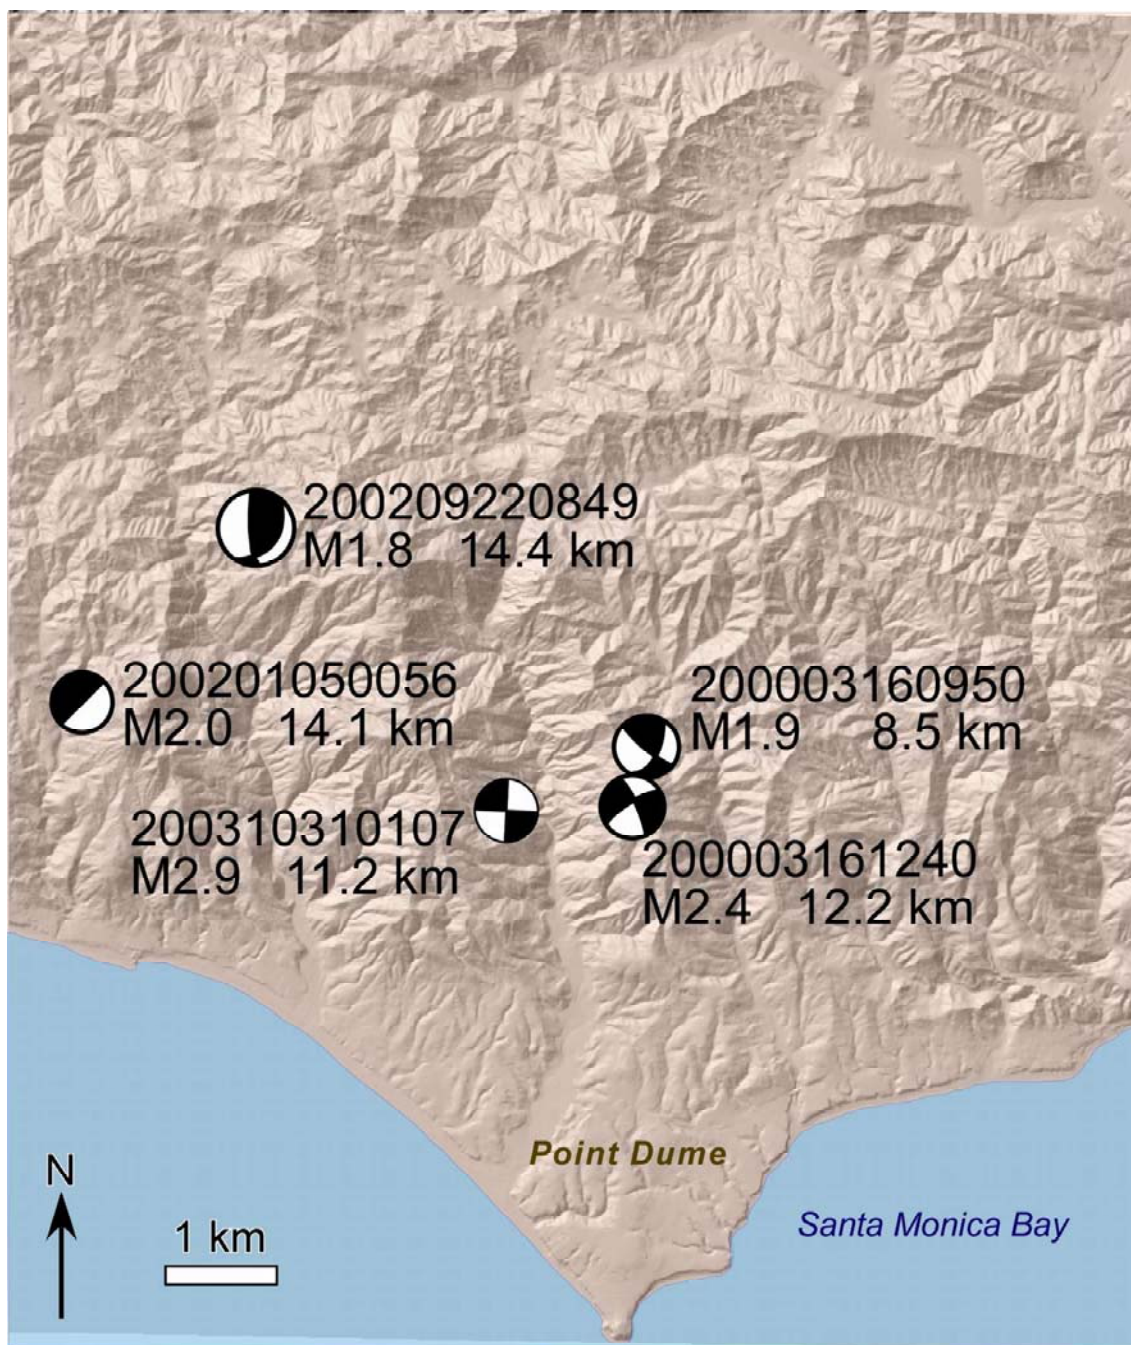 200209220849
M1.8 14.4 km
200201050056
M2.0 14.1 km
200003160950
M1.9 8.5 km
200310310107
M2.9 11.2 km
200003161240
M2.4 12.2 km
Point Dume
N
1 km
Santa Monica Bay